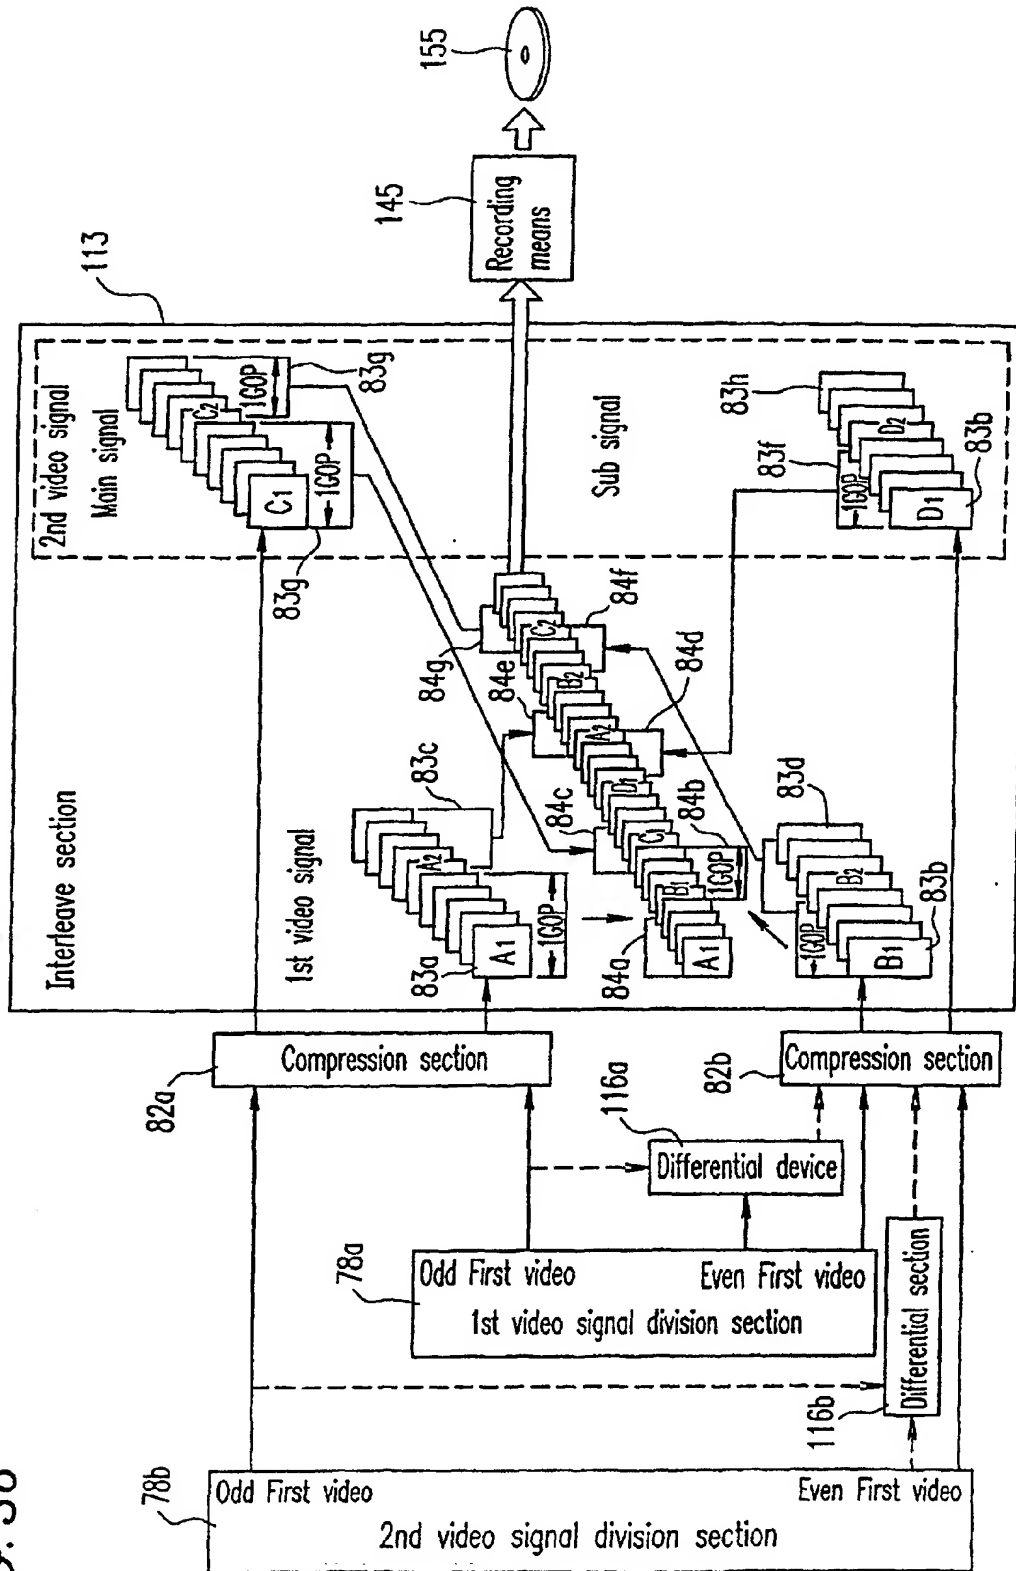 78b
Odd First video
Even First video
2nd video signal division section
78a
Odd First video
Even First video
1st video signal division section
116a
Differential device
116b
Differential section
82a
Compression section
82b
Compression section
113
Interleave section
1st video signal
83a
A1
A2
1GOP
83c
84a
A1
B1
1GOP
84b
84c
C1
D1
84d
84e
A2
B2
84f
84g
C2
1GOP
B1
B2
83b
83d
2nd video signal
Main signal
C1
C2
1GOP
1GOP
83g
83g
Sub signal
83h
83f
1GOP
D1
D2
83b
145
Recording
means
155